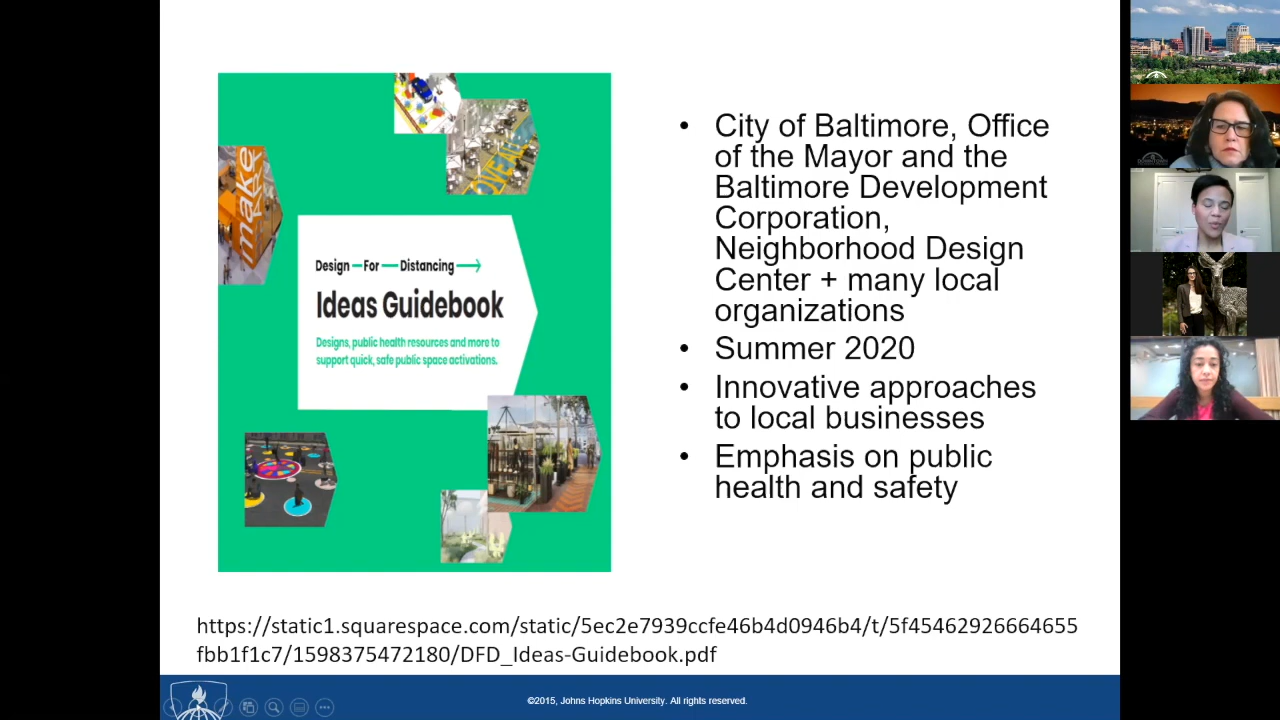 Design For Distancing
Ideas Guidebook
Designs, public health resources and more to
support quick, safe public space activations.
make
• City of Baltimore, Office
of the Mayor and the
Baltimore Development
Corporation,
Neighborhood Design
Center + many local
organizations
• Summer 2020
• Innovative approaches
to local businesses
• Emphasis on public
health and safety
https://static1.squarespace.com/static/5ec2e7939ccfe46b4d0946b4/t/5f45462926664655
fbb1f1c7/1598375472180/DFD_Ideas-Guidebook.pdf
©2015, Johns Hopkins University. All rights reserved.